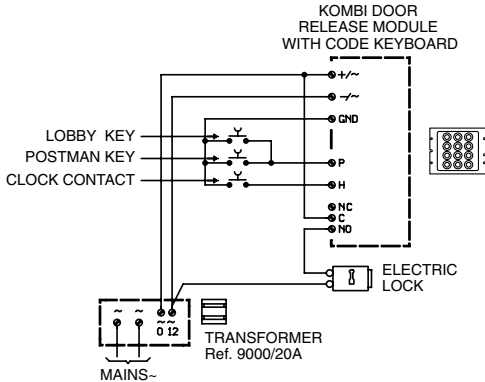 KOMBI DOOR
RELEASE MODULE
WITH CODE KEYBOARD
+/~
−/~
GND
LOBBY KEY
POSTMAN KEY
P
CLOCK CONTACT
H
NC
C
NO
ELECTRIC
LOCK
~ ~ ~ ~
0 12
TRANSFORMER
Ref. 9000/20A
MAINS~